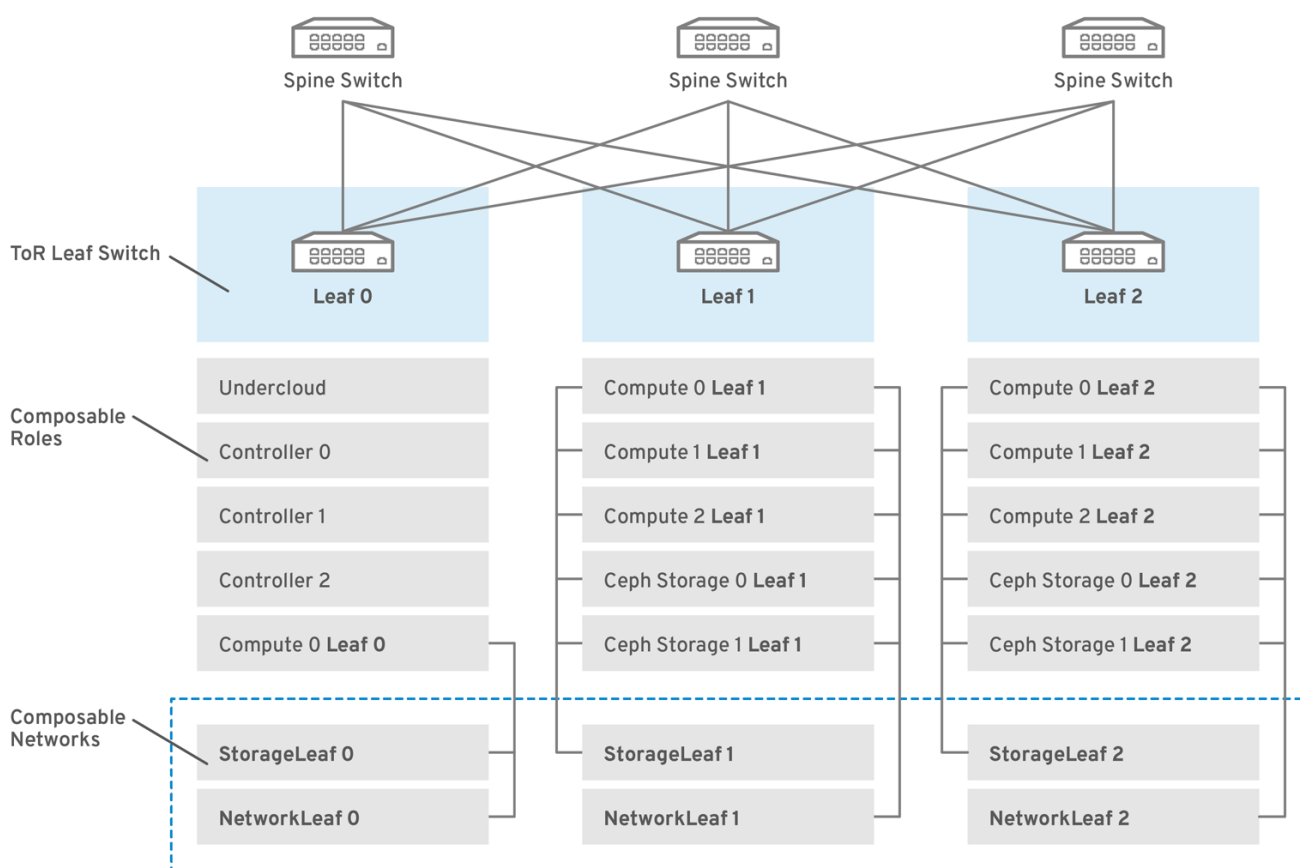 Spine Switch
Spine Switch
Spine Switch
ToR Leaf Switch
Leaf 0
Leaf 1
Leaf 2
Composable
Roles
Undercloud
Controller 0
Controller 1
Controller 2
Compute 0 Leaf 0
Compute 0 Leaf 1
Compute 1 Leaf 1
Compute 2 Leaf 1
Ceph Storage 0 Leaf 1
Ceph Storage 1 Leaf 1
Compute 0 Leaf 2
Compute 1 Leaf 2
Compute 2 Leaf 2
Ceph Storage 0 Leaf 2
Ceph Storage 1 Leaf 2
Composable
Networks
StorageLeaf 0
NetworkLeaf 0
StorageLeaf 1
NetworkLeaf 1
StorageLeaf 2
NetworkLeaf 2